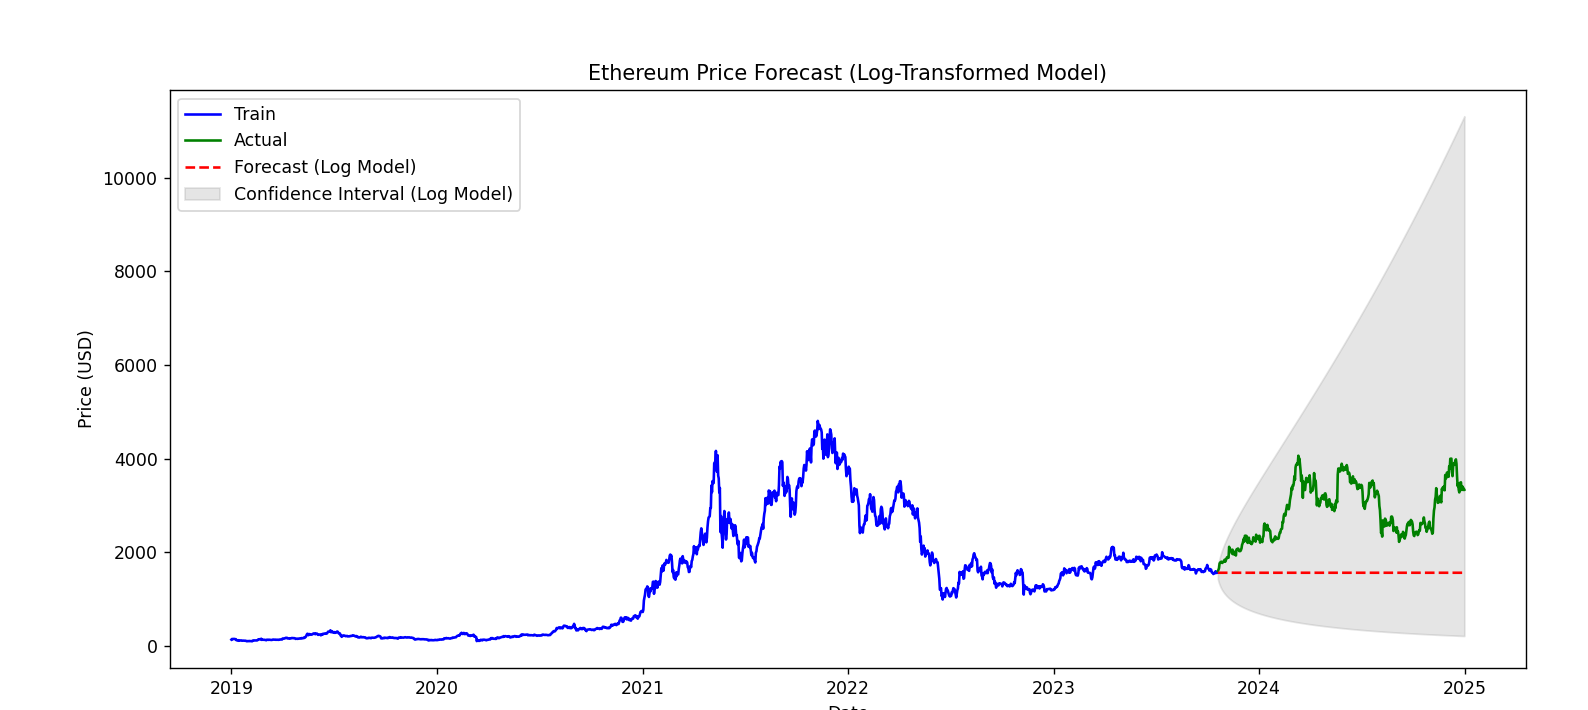 Ethereum Price Forecast (Log-Transformed Model)
Train
Actual
Forecast (Log Model)
Confidence Interval (Log Model)
Price (USD)
10000
8000
6000
4000
2000
0
2019 2020 2021 2022 2023 2024 2025
Date